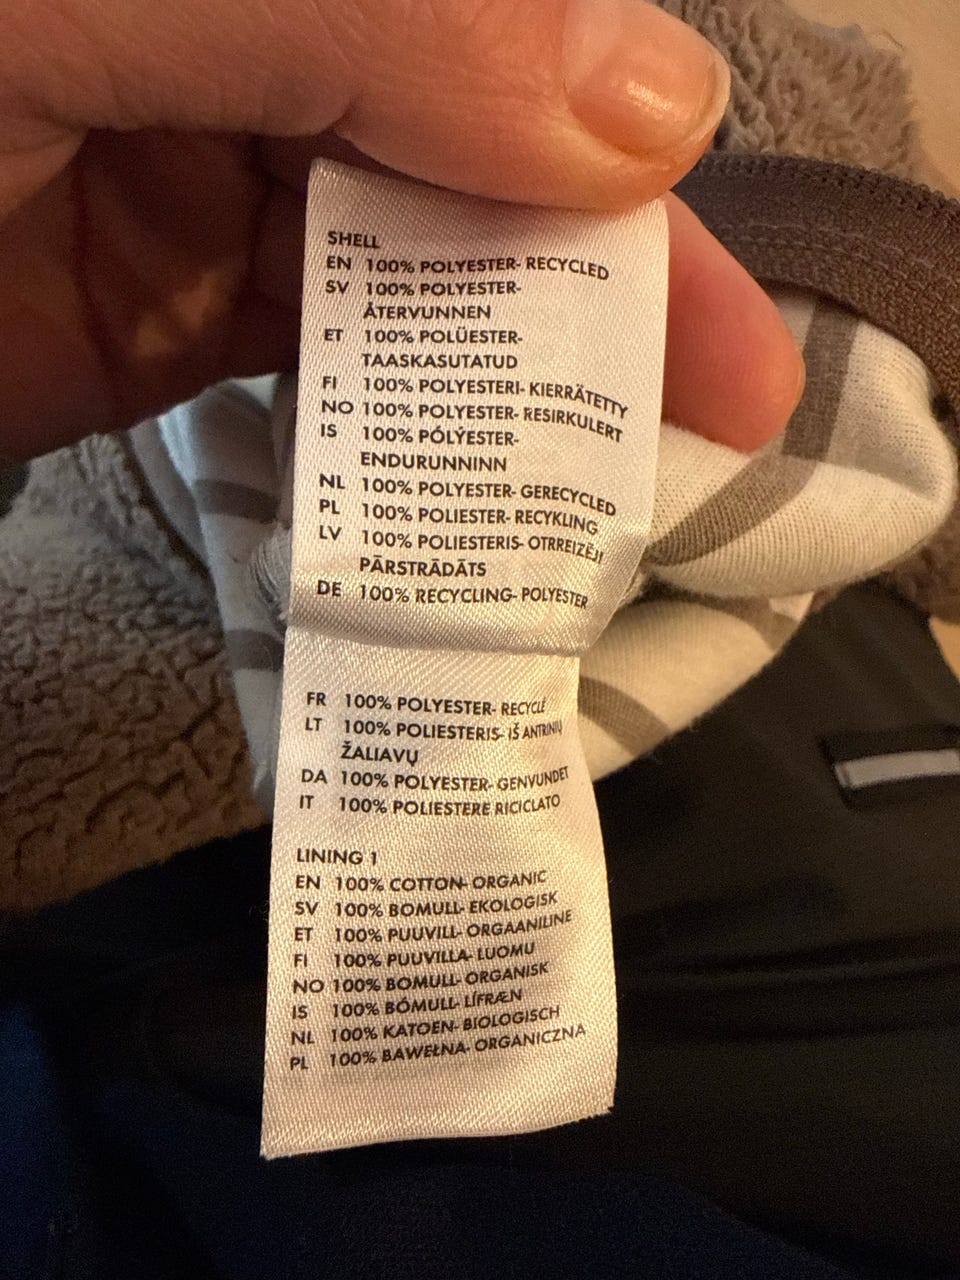 SHELL
EN 100% POLYESTER- RECYCLED
SV 100% POLYESTER-
ÅTERVUNNEN
ET 100% POLÜESTER-
TAASKASUTATUD
FI 100% POLYESTERI- KIERRÄTETTY
NO 100% POLYESTER- RESIRKULERT
IS 100% PÓLÝESTER-
ENDURUNNINN
NL 100% POLYESTER- GERECYCLED
PL 100% POLIESTER- RECYKLING
LV 100% POLIESTERIS- OTRREIZĒJI
PĀRSTRĀDĀTS
DE 100% RECYCLING- POLYESTER
FR 100% POLYESTER- RECYCLÉ
LT 100% POLIESTERIS- IŠ ANTRINIŲ
ŽALIAVŲ
DA 100% POLYESTER- GENVUNDET
IT 100% POLIESTERE RICICLATO
LINING 1
EN 100% COTTON- ORGANIC
SV 100% BOMULL- EKOLOGISK
ET 100% PUUVILL- ORGAANILINE
FI 100% PUUVILLA- LUOMU
NO 100% BOMULL- ORGANISK
IS 100% BÓMULL- LÍFRÆN
NL 100% KATOEN- BIOLOGISCH
PL 100% BAWEŁNA- ORGANICZNA